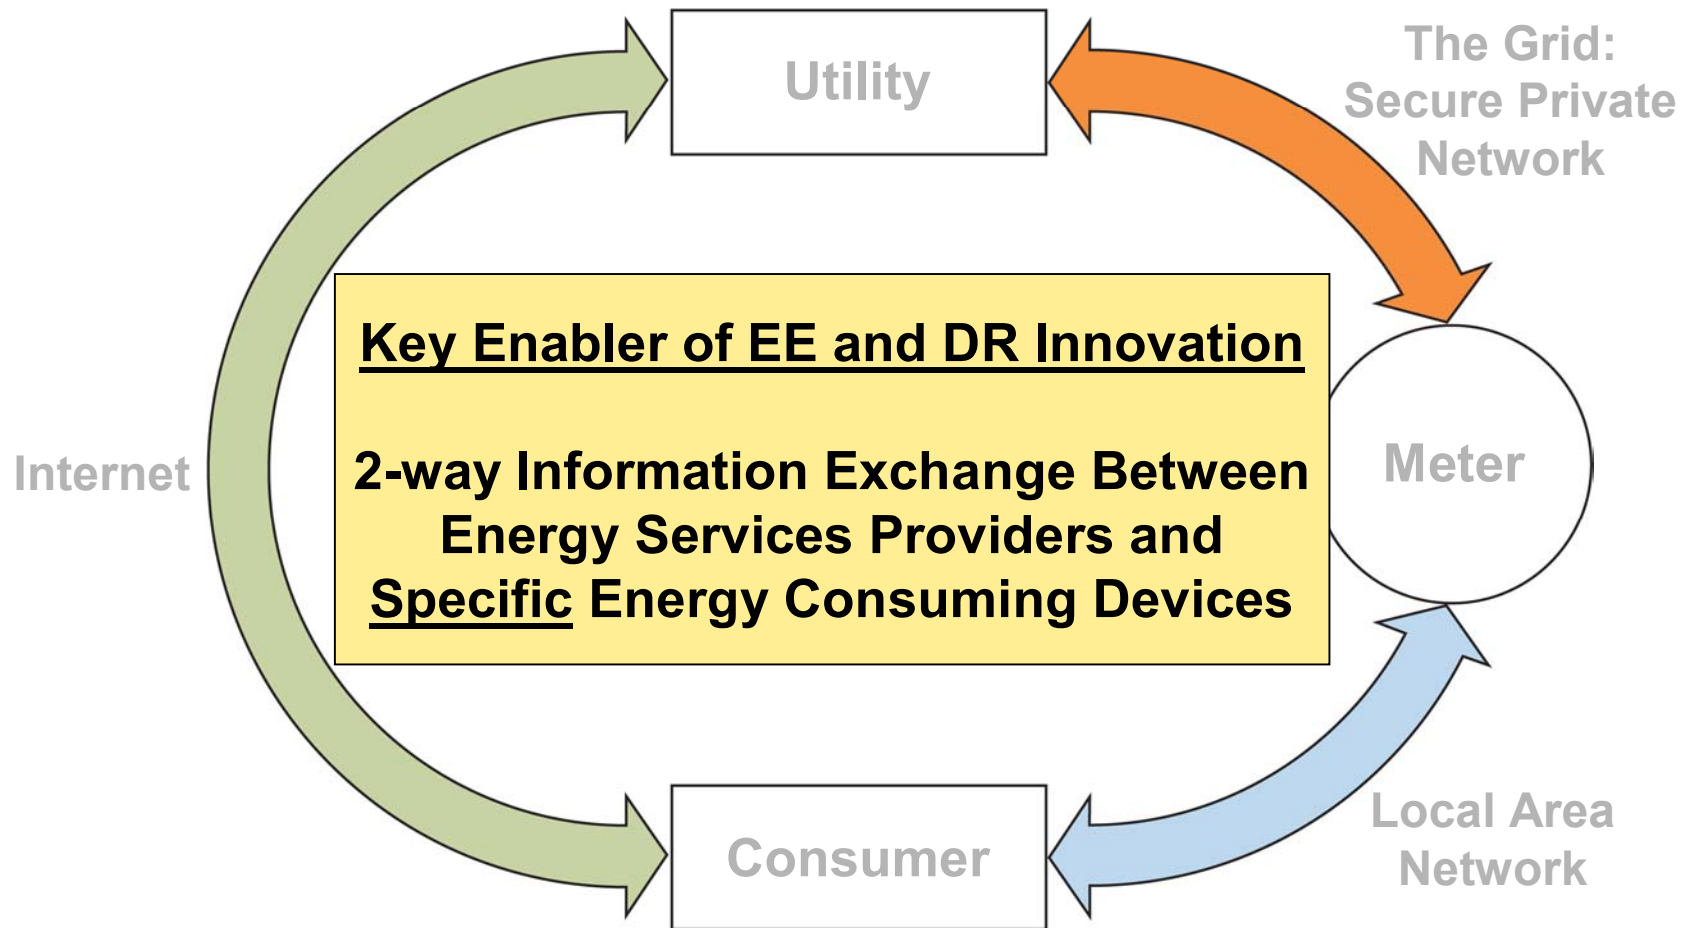 Utility
The Grid:
Secure Private
Network
Key Enabler of EE and DR Innovation
2-way Information Exchange Between
Energy Services Providers and
Specific Energy Consuming Devices
Internet
Meter
Consumer
Local Area
Network